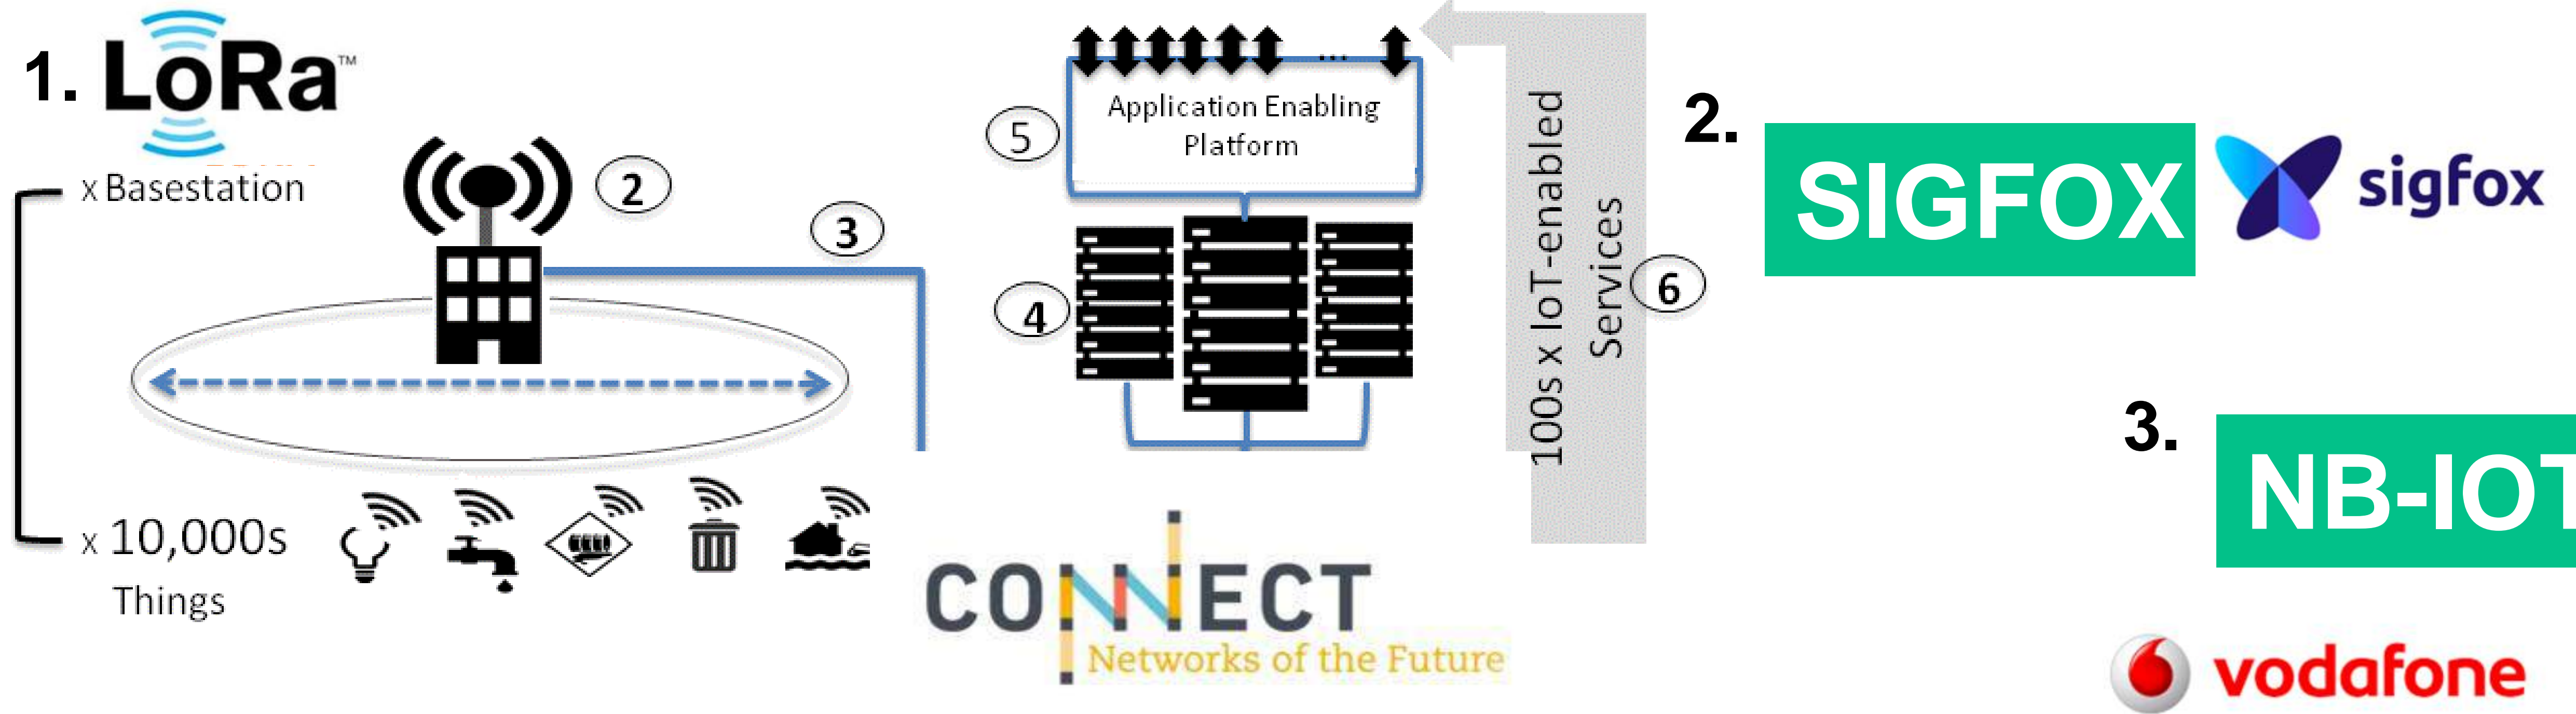 1. LoRa™
x Basestation
2
3
x 10,000s
Things
...
Application Enabling
Platform
5
4
100s x IoT-enabled
Services
6
CONNECT
Networks of the Future
2.
SIGFOX
sigfox
3.
NB-IOT
vodafone